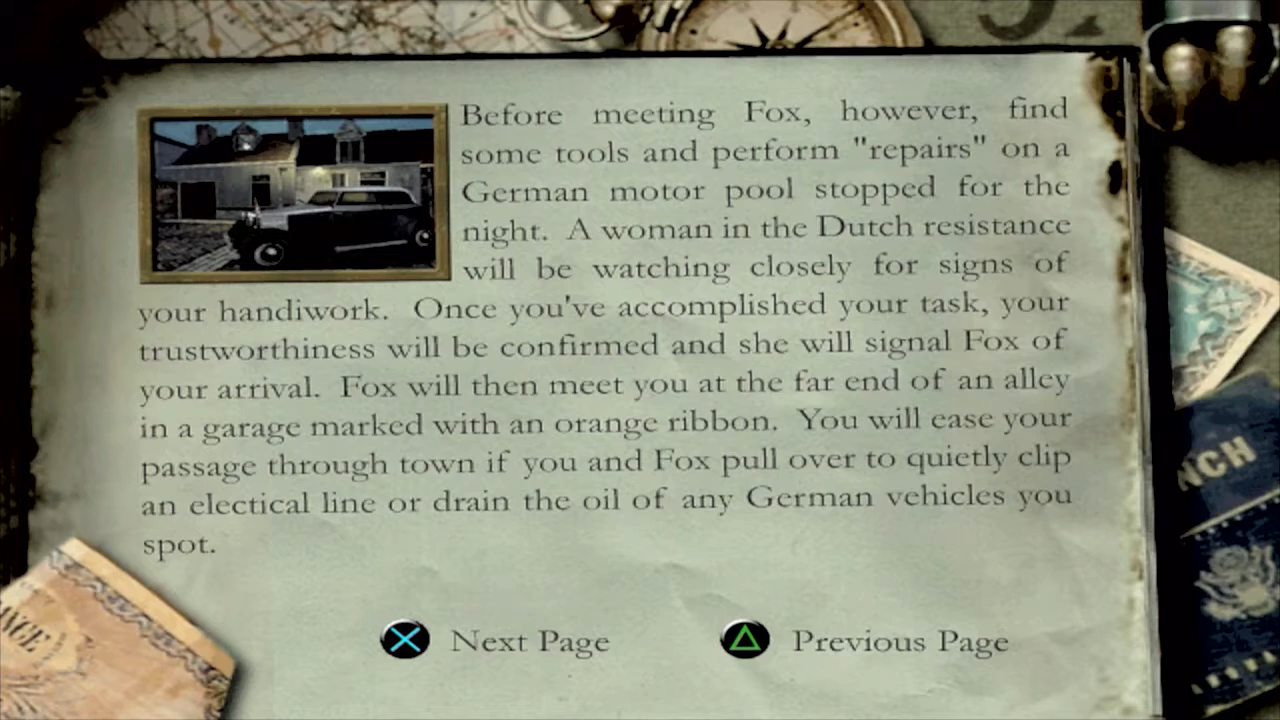 Before meeting Fox, however, find
some tools and perform "repairs" on a
German motor pool stopped for the
night. A woman in the Dutch resistance
will be watching closely for signs of
your handiwork. Once you've accomplished your task, your
trustworthiness will be confirmed and she will signal Fox of
your arrival. Fox will then meet you at the far end of an alley
in a garage marked with an orange ribbon. You will ease your
passage through town if you and Fox pull over to quietly clip
an electical line or drain the oil of any German vehicles you
spot.
Next Page
Previous Page
NCH